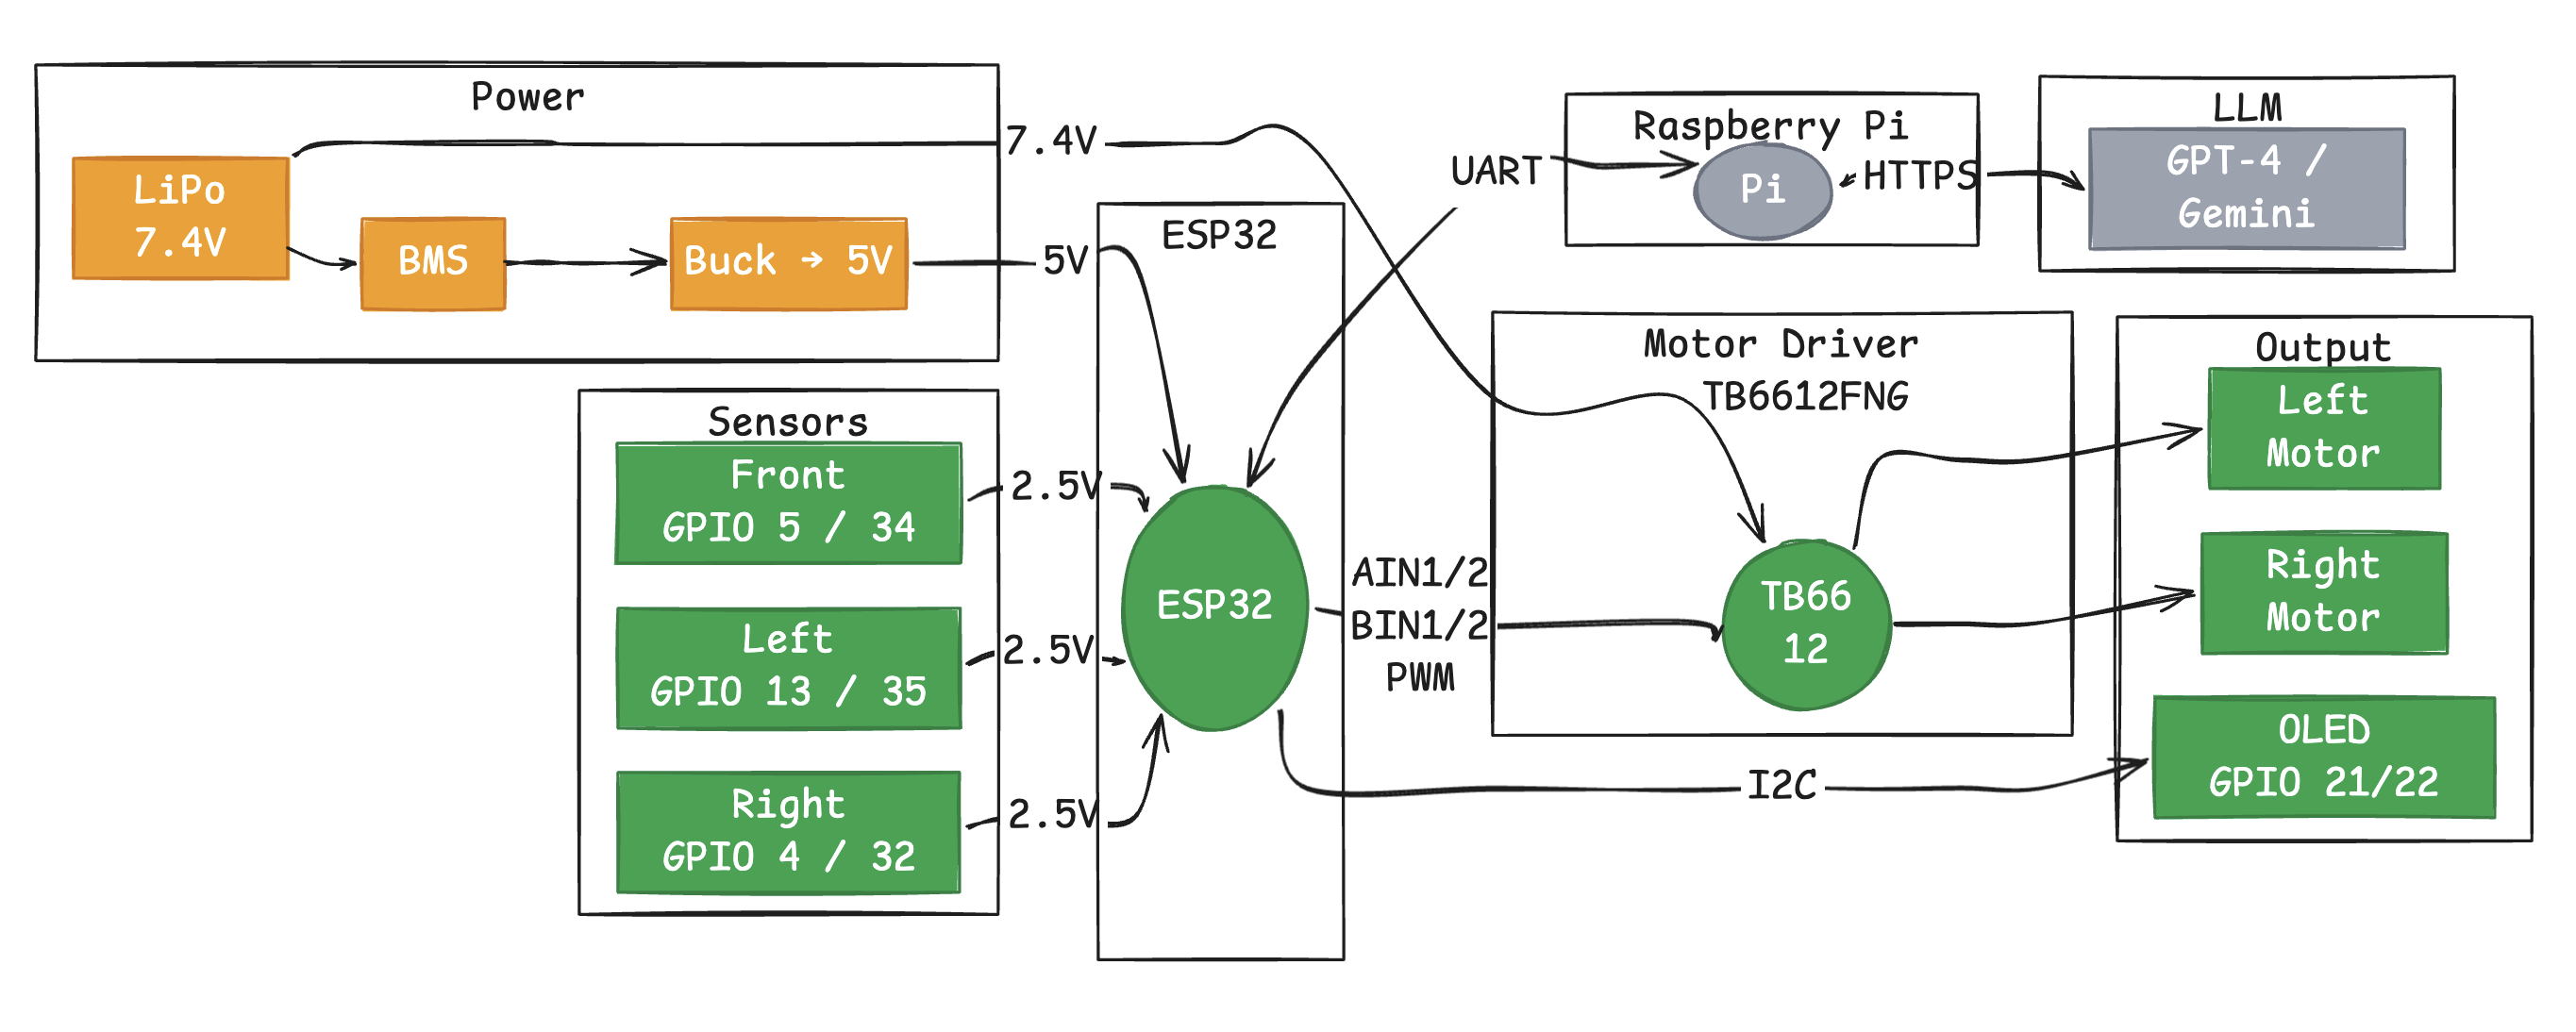 Power
LiPo
7.4V
BMS
Buck → 5V
7.4V
5V
Sensors
Front
GPIO 5 / 34
Left
GPIO 13 / 35
Right
GPIO 4 / 32
2.5V
2.5V
2.5V
ESP32
ESP32
UART
Raspberry Pi
Pi
HTTPS
LLM
GPT-4 /
Gemini
AIN1/2
BIN1/2
PWM
Motor Driver
TB6612FNG
TB66
12
I2C
Output
Left
Motor
Right
Motor
OLED
GPIO 21/22